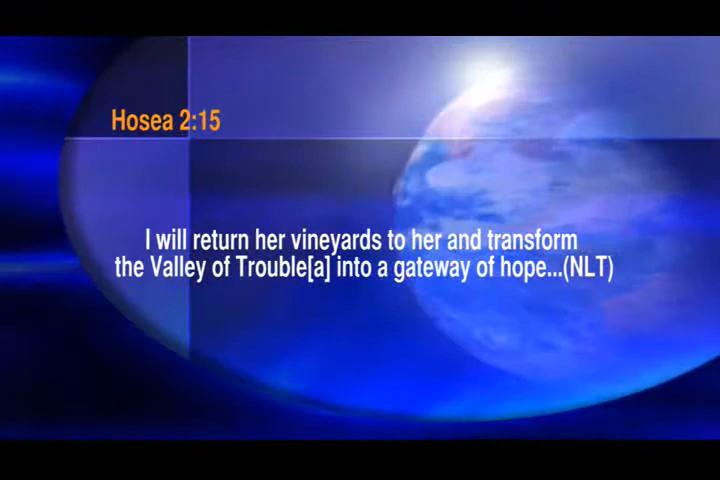 Hosea 2:15
I will return her vineyards to her and transform
the Valley of Trouble[a] into a gateway of hope...(NLT)